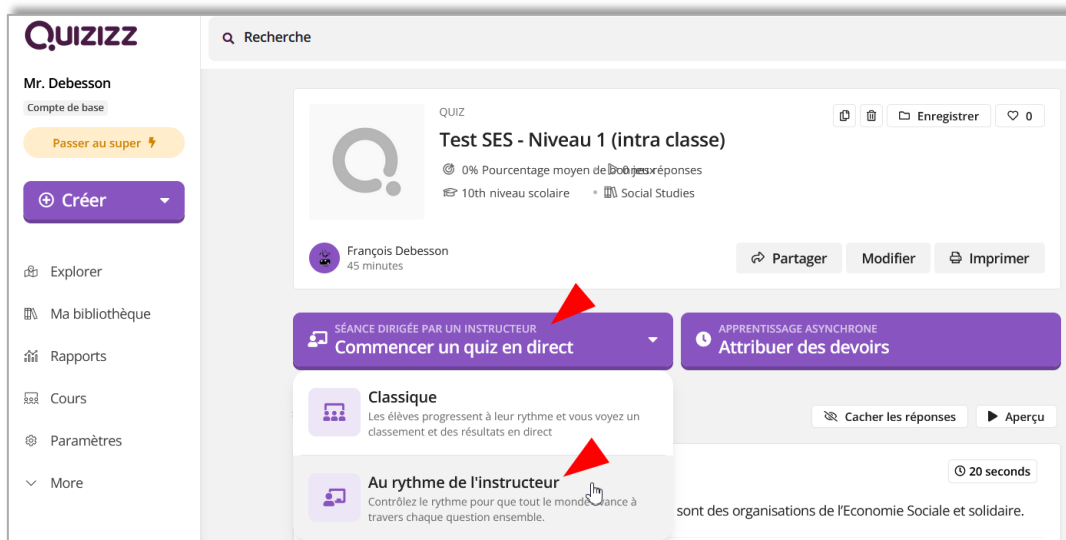 QUIZIZZ
Recherche
Mr. Debesson
Compte de base
Passer au super
Créer
Explorer
Ma bibliothèque
Rapports
Cours
Paramètres
More
QUIZ
Enregistrer
0
Test SES - Niveau 1 (intra classe)
0% Pourcentage moyen de réponses
10th niveau scolaire • Social Studies
François Debesson
45 minutes
Partager
Modifier
Imprimer
SÉANCE DIRIGÉE PAR UN INSTRUCTEUR
Commencer un quiz en direct
APPRENTISSAGE ASYNCHRONE
Attribuer des devoirs
Classique
Les élèves progressent à leur rythme et vous voyez un
classement et des résultats en direct
Au rythme de l'instructeur
Contrôlez le rythme pour que tout le monde avance à
travers chaque question ensemble.
Cacher les réponses
Aperçu
20 seconds
sont des organisations de l'Economie Sociale et solidaire.